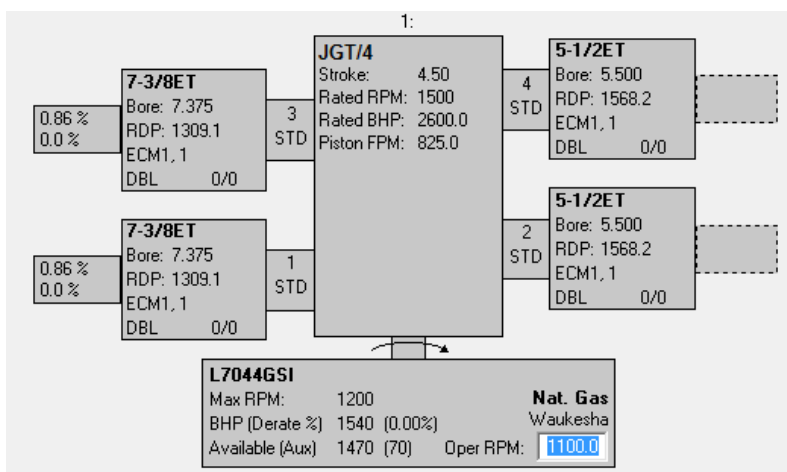 1:
JGT/4
Stroke: 4.50
Rated RPM: 1500
Rated BHP: 2600.0
Piston FPM: 825.0
7-3/8ET
Bore: 7.375
RDP: 1309.1
ECM1, 1
DBL 0/0
0.86 %
0.0 %
3
STD
4
STD
5-1/2ET
Bore: 5.500
RDP: 1568.2
ECM1, 1
DBL 0/0
7-3/8ET
Bore: 7.375
RDP: 1309.1
ECM1, 1
DBL 0/0
0.86 %
0.0 %
1
STD
2
STD
5-1/2ET
Bore: 5.500
RDP: 1568.2
ECM1, 1
DBL 0/0
L7044GSI
Max RPM: 1200 Nat. Gas
BHP (Derate %) 1540 (0.00%) Waukesha
Available (Aux) 1470 (70) Oper RPM: 1100.0